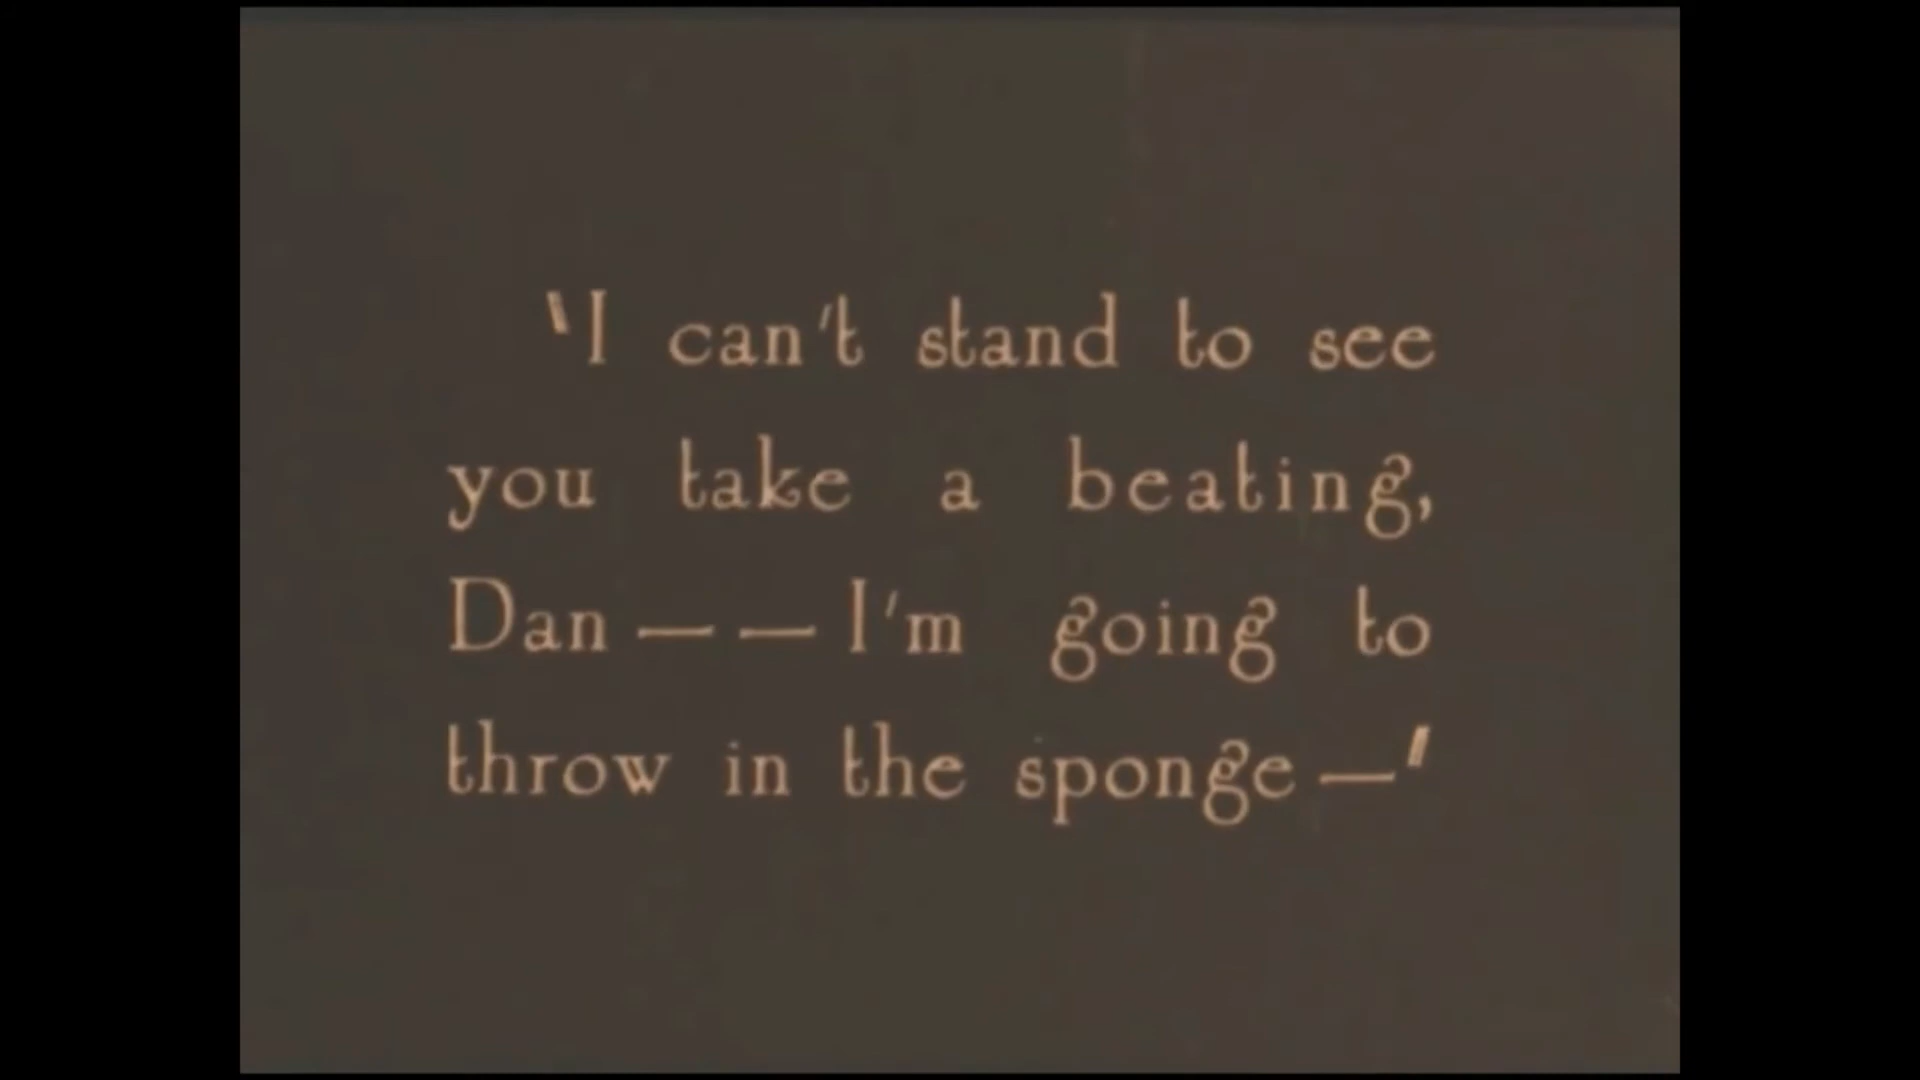 "I can't stand to see
you take a beating,
Dan — — I'm going to
throw in the sponge —"